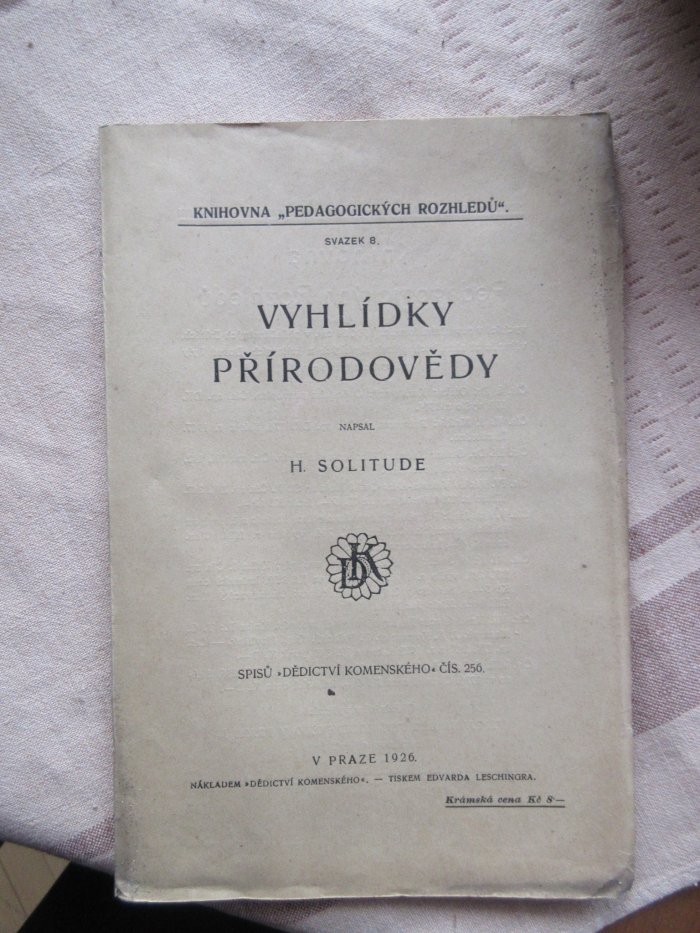 KNIHOVNA „PEDAGOGICKÝCH ROZHLEDŮ“.
SVAZEK 8.
VYHLÍDKY
PŘÍRODOVĚDY
NAPSAL
H. SOLITUDE
DK
SPISŮ »DĚDICTVÍ KOMENSKÉHO« ČÍS. 256.
V PRAZE 1926.
NÁKLADEM »DĚDICTVÍ KOMENSKÉHO«. — TISKEM EDVARDA LESCHINGRA.
Krámská cena Kč 8·—